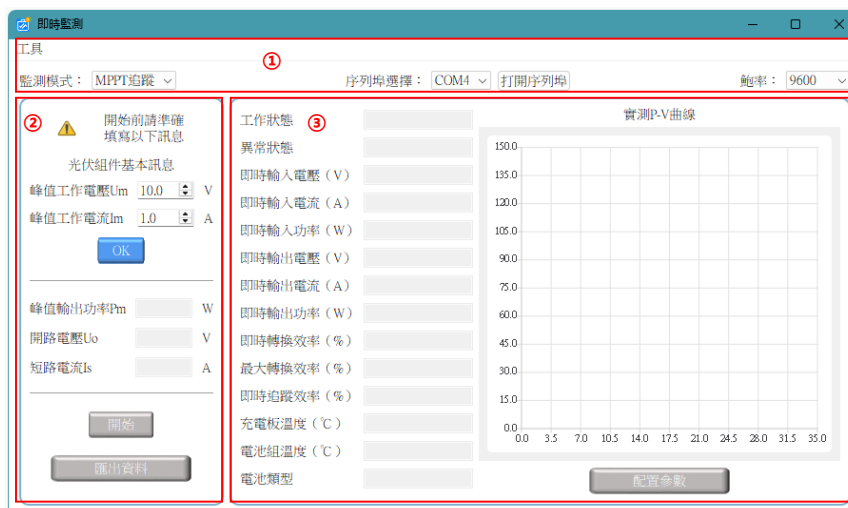 即時監測
工具
①
監測模式： MPPT追蹤 序列埠選擇： COM4 打開序列埠 鮑率： 9600
②
開始前請準確
填寫以下訊息
光伏組件基本訊息
峰值工作電壓Um 10.0 V
峰值工作電流Im 1.0 A
OK
峰值輸出功率Pm W
開路電壓Uo V
短路電流Is A
開始
匯出資料
③
工作狀態
異常狀態
即時輸入電壓（V）
即時輸入電流（A）
即時輸入功率（W）
即時輸出電壓（V）
即時輸出電流（A）
即時輸出功率（W）
即時轉換效率（%）
最大轉換效率（%）
即時追蹤效率（%）
充電板溫度（℃）
電池組溫度（℃）
電池類型
實測P-V曲線
150.0
135.0
120.0
105.0
90.0
75.0
60.0
45.0
30.0
15.0
0.0
0.0 3.5 7.0 10.5 14.0 17.5 21.0 24.5 28.0 31.5 35.0
配置參數